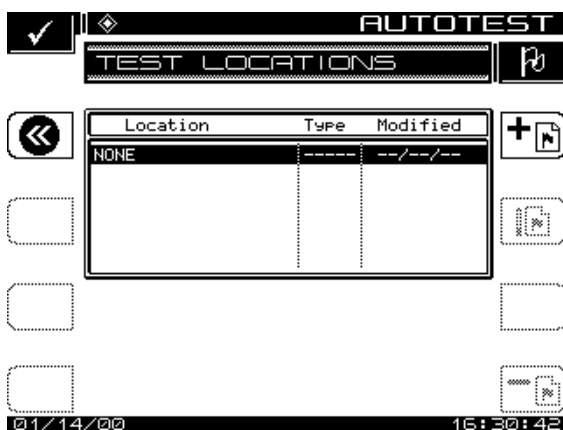 AUTOTEST
TEST LOCATIONS
Location Type Modified
NONE ----- --/--/--
01/14/00 16:30:42